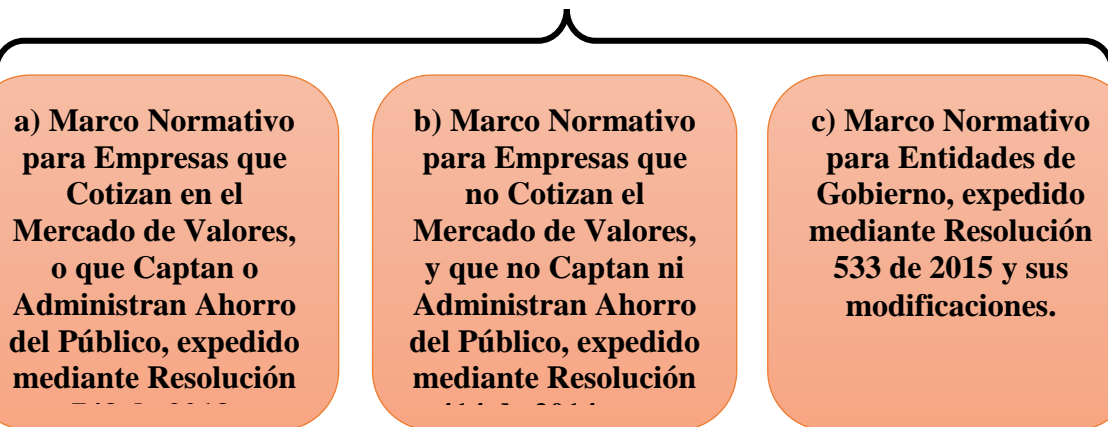 a) Marco Normativo
para Empresas que
Cotizan en el
Mercado de Valores,
o que Captan o
Administran Ahorro
del Público, expedido
mediante Resolución
b) Marco Normativo
para Empresas que
no Cotizan el
Mercado de Valores,
y que no Captan ni
Administran Ahorro
del Público, expedido
mediante Resolución
c) Marco Normativo
para Entidades de
Gobierno, expedido
mediante Resolución
533 de 2015 y sus
modificaciones.